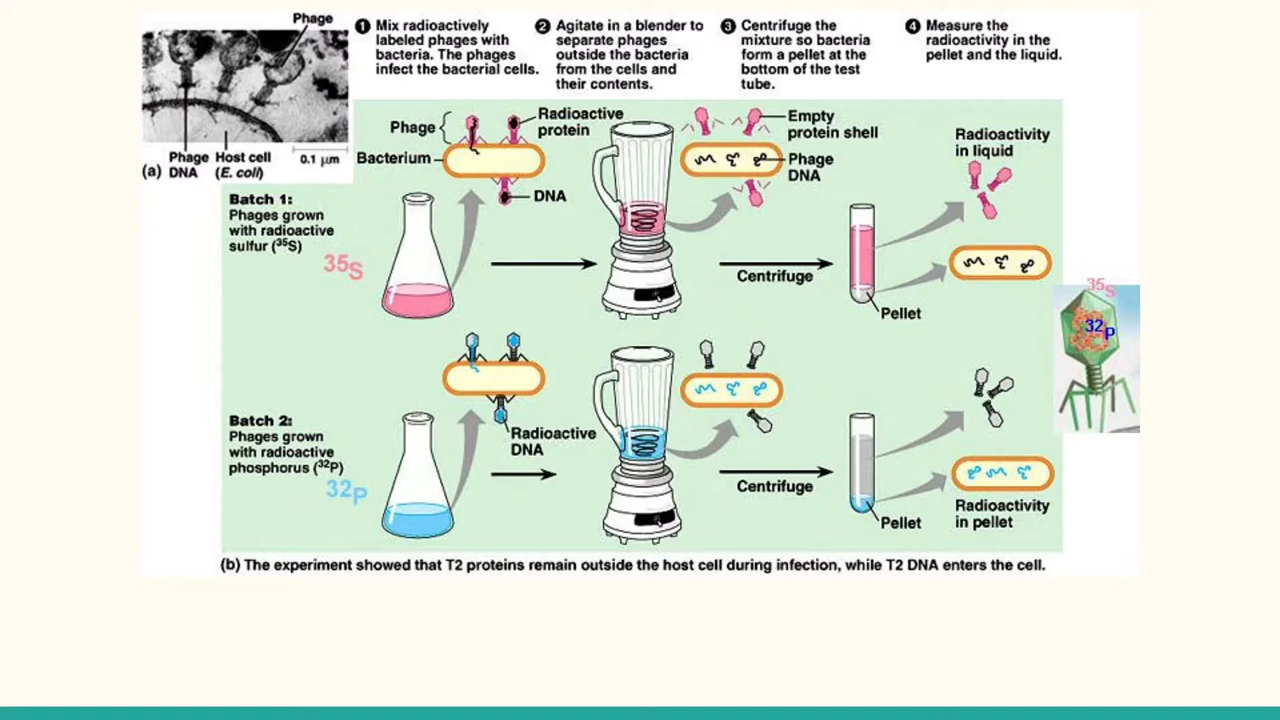 Phage
Phage Host cell
DNA (E. coli)
0.1 µm
(a)
1 Mix radioactively
labeled phages with
bacteria. The phages
infect the bacterial cells.
2 Agitate in a blender to
separate phages
outside the bacteria
from the cells and
their contents.
3 Centrifuge the
mixture so bacteria
form a pellet at the
bottom of the test
tube.
4 Measure the
radioactivity in the
pellet and the liquid.
Phage
Radioactive
protein
Bacterium
DNA
Empty
protein shell
Phage
DNA
Radioactivity
in liquid
Batch 1:
Phages grown
with radioactive
sulfur (35S)
35S
Centrifuge
Pellet
35S
32P
Batch 2:
Phages grown
with radioactive
phosphorus (32P)
32P
Radioactive
DNA
Centrifuge
Pellet
Radioactivity
in pellet
(b) The experiment showed that T2 proteins remain outside the host cell during infection, while T2 DNA enters the cell.